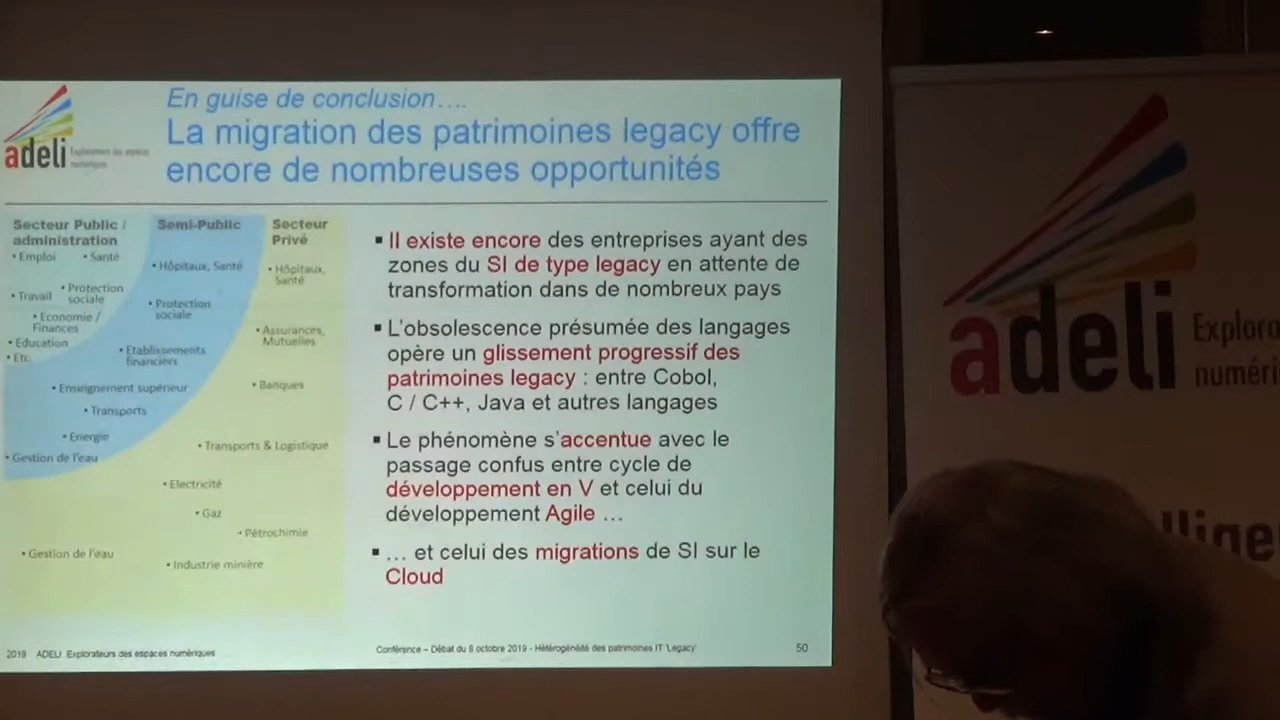 En guise de conclusion….
La migration des patrimoines legacy offre
encore de nombreuses opportunités
adeli
Explorateurs des espaces
numériques
Secteur Public /
administration
• Emploi
• Santé
• Travail
• Protection
sociale
• Economie /
Finances
• Education
• Etc.
Semi-Public
• Hôpitaux, Santé
• Protection
sociale
• Etablissements
financiers
• Enseignement supérieur
• Transports
• Energie
• Gestion de l'eau
Secteur
Privé
• Hôpitaux,
Santé
• Assurances,
Mutuelles
• Banques
• Transports & Logistique
• Electricité
• Gaz
• Pétrochimie
• Gestion de l'eau
• Industrie minière
▪ Il existe encore des entreprises ayant des
zones du SI de type legacy en attente de
transformation dans de nombreux pays
▪ L'obsolescence présumée des langages
opère un glissement progressif des
patrimoines legacy : entre Cobol,
C / C++, Java et autres langages
▪ Le phénomène s'accentue avec le
passage confus entre cycle de
développement en V et celui du
développement Agile …
▪ … et celui des migrations de SI sur le
Cloud
2019 ADELI Explorateurs des espaces numériques
Conférence – Débat du 8 octobre 2019 - Hétérogénéité des patrimoines IT 'Legacy'
50
adeli
Explora
numéri
llige